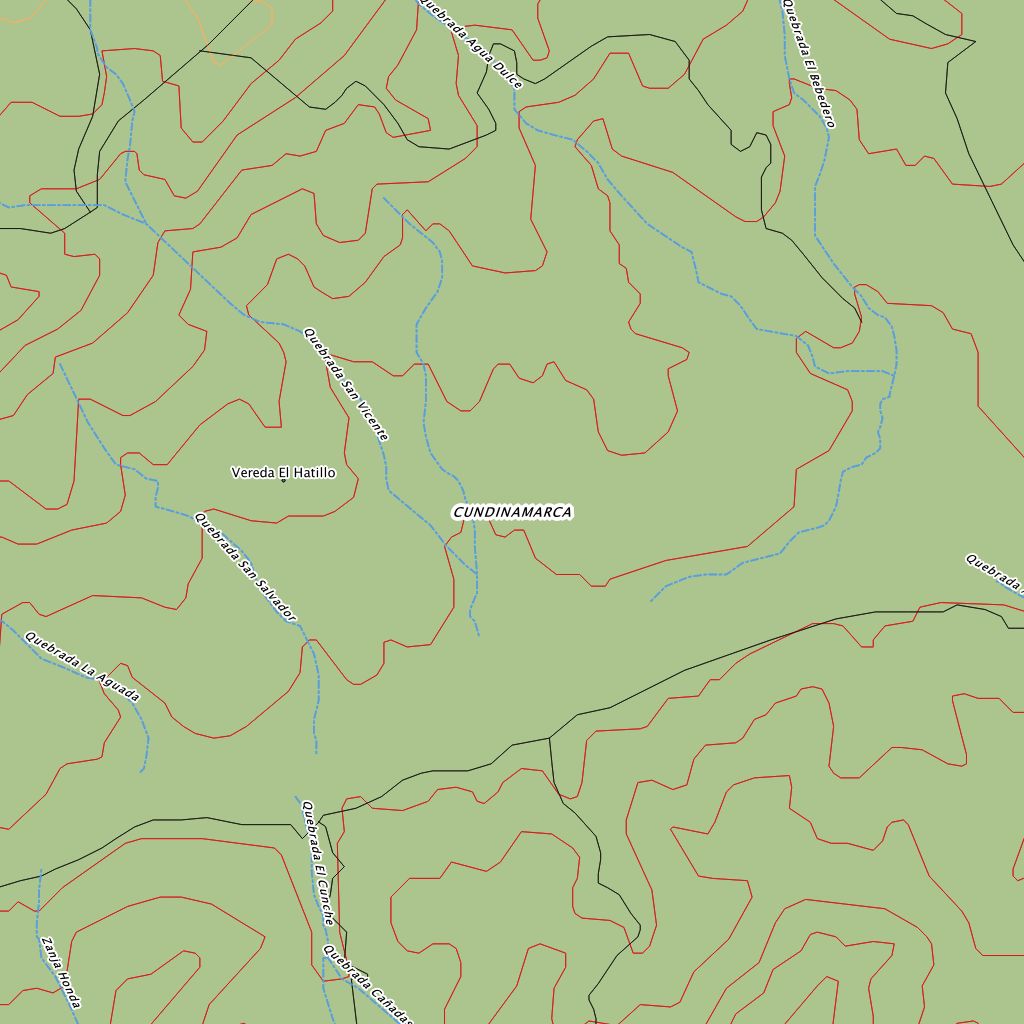 Quebrada Agua Dulce
Quebrada El Bebedero
Quebrada San Vicente
Vereda El Hatillo
CUNDINAMARCA
Quebrada San Salvador
Quebrada
Quebrada La Aguada
Quebrada El Cunche
Zanja Honda
Quebrada Cañadas